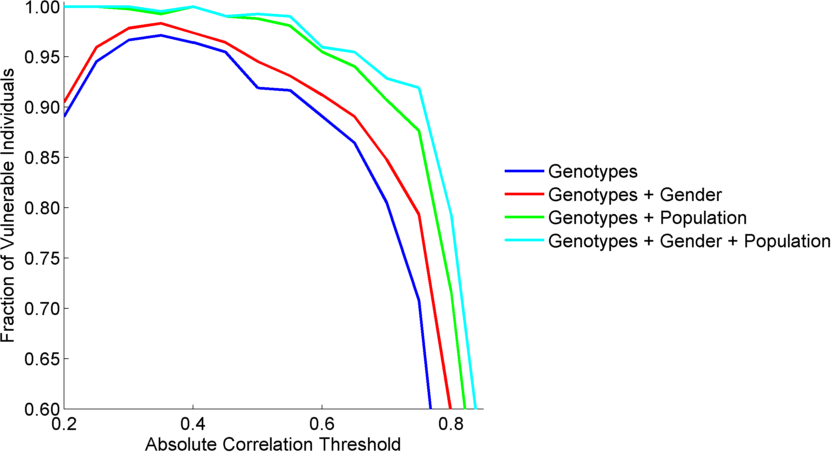 Fraction of Vulnerable Individuals
1.00
0.95
0.90
0.85
0.80
0.75
0.70
0.65
0.60
0.2
0.4
0.6
0.8
Absolute Correlation Threshold
Genotypes
Genotypes + Gender
Genotypes + Population
Genotypes + Gender + Population